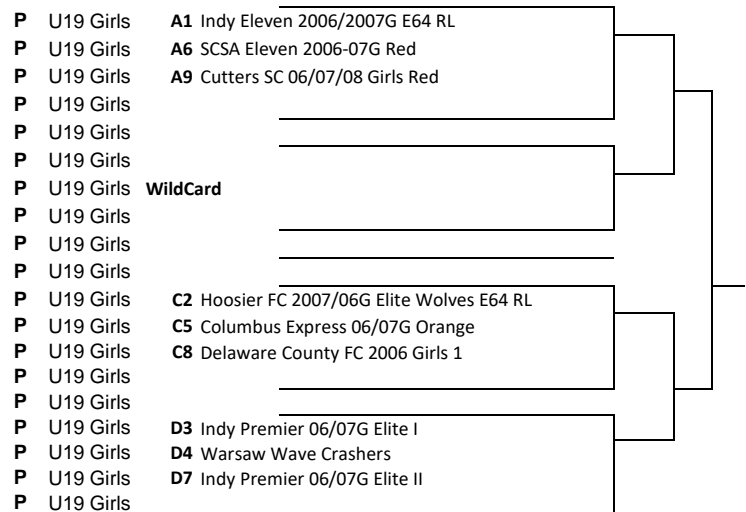 P U19 Girls A1 Indy Eleven 2006/2007G E64 RL
P U19 Girls A6 SCSA Eleven 2006-07G Red
P U19 Girls A9 Cutters SC 06/07/08 Girls Red
P U19 Girls
P U19 Girls
P U19 Girls
P U19 Girls WildCard
P U19 Girls
P U19 Girls
P U19 Girls
P U19 Girls C2 Hoosier FC 2007/06G Elite Wolves E64 RL
P U19 Girls C5 Columbus Express 06/07G Orange
P U19 Girls C8 Delaware County FC 2006 Girls 1
P U19 Girls
P U19 Girls
P U19 Girls D3 Indy Premier 06/07G Elite I
P U19 Girls D4 Warsaw Wave Crashers
P U19 Girls D7 Indy Premier 06/07G Elite II
P U19 Girls